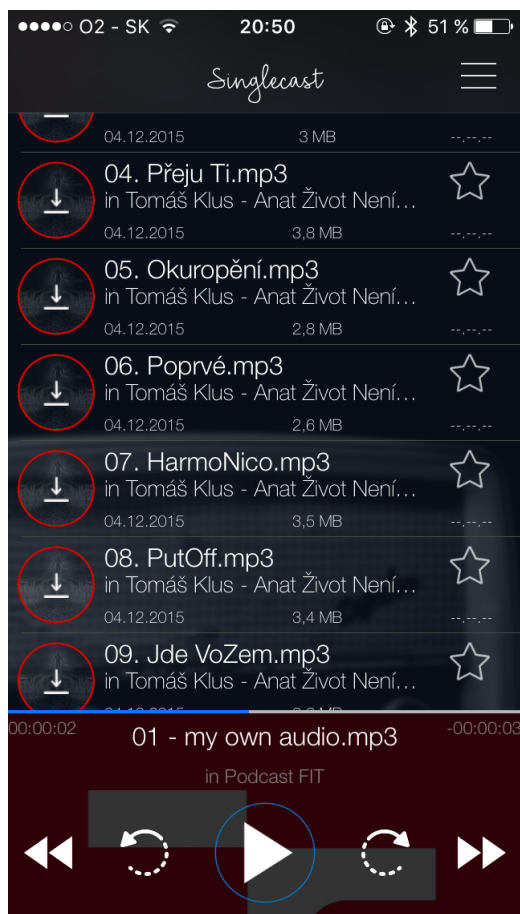 O2 - SK 20:50 51 %
Singlecast
04.12.2015 3 MB --.--.--
04. Přeju Ti.mp3
in Tomáš Klus - Anat Život Není...
04.12.2015 3,8 MB --.--.--
05. Okuropění.mp3
in Tomáš Klus - Anat Život Není...
04.12.2015 2,8 MB --.--.--
06. Poprvé.mp3
in Tomáš Klus - Anat Život Není...
04.12.2015 2,6 MB --.--.--
07. HarmoNico.mp3
in Tomáš Klus - Anat Život Není...
04.12.2015 3,5 MB --.--.--
08. PutOff.mp3
in Tomáš Klus - Anat Život Není...
04.12.2015 3,4 MB --.--.--
09. Jde VoZem.mp3
in Tomáš Klus - Anat Život Není...
00:00:02 01 - my own audio.mp3 -00:00:03
in Podcast FIT